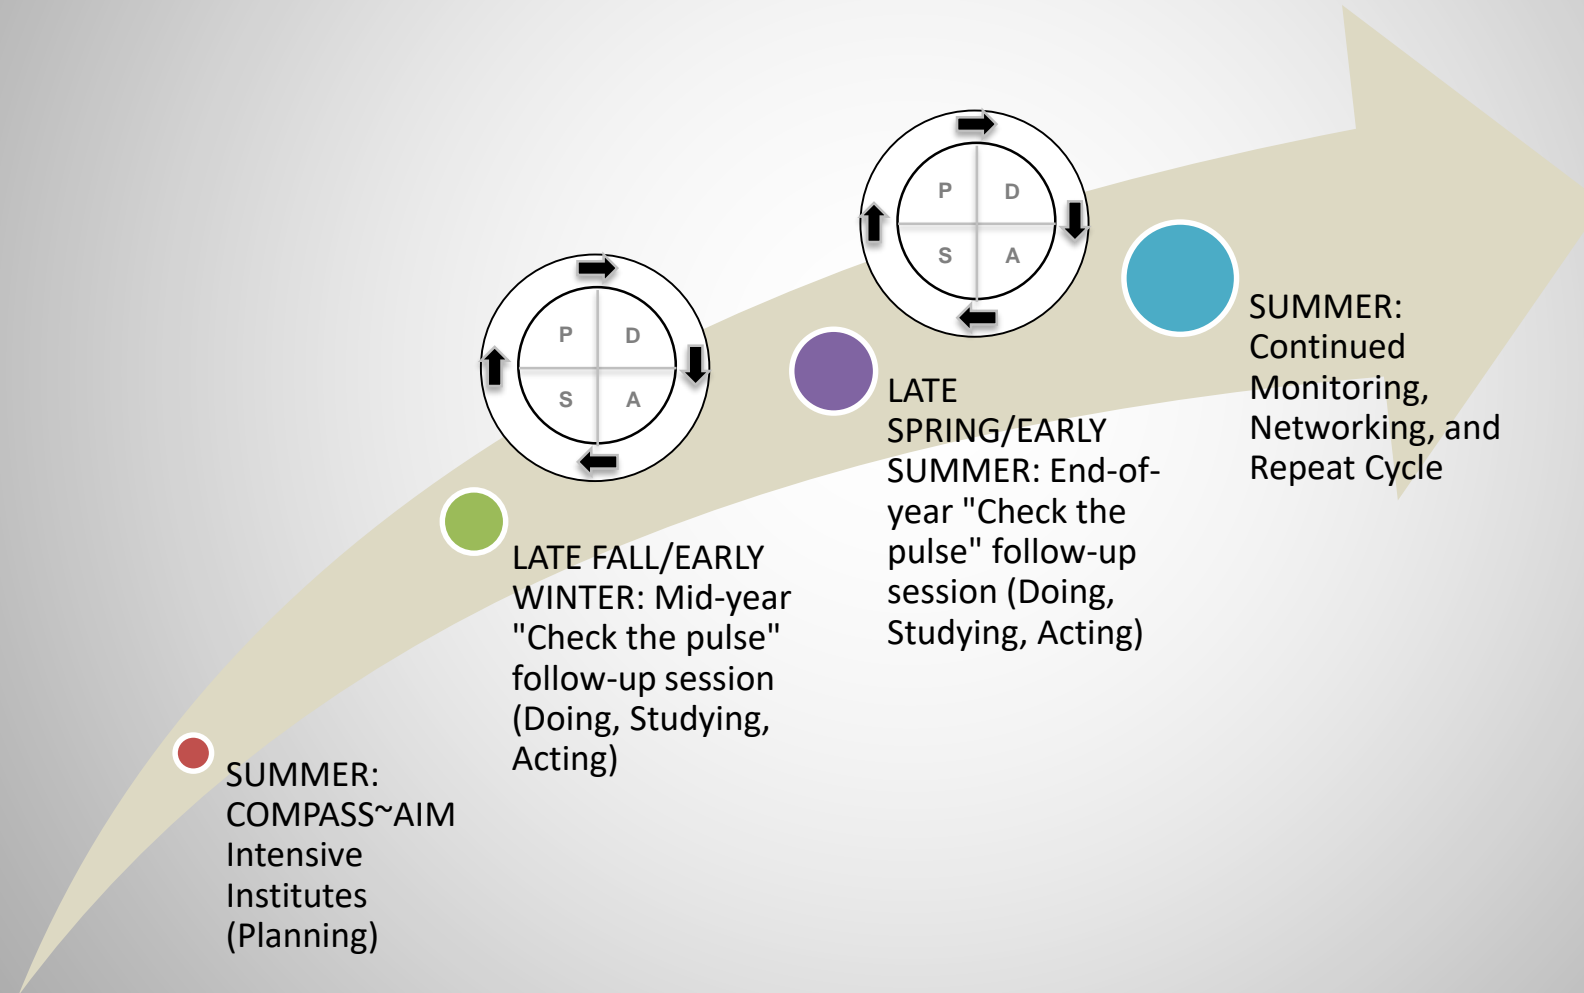 P D
S A
P D
S A
SUMMER:
Continued
Monitoring,
Networking, and
Repeat Cycle
LATE
SPRING/EARLY
SUMMER: End-of-
year "Check the
pulse" follow-up
session (Doing,
Studying, Acting)
LATE FALL/EARLY
WINTER: Mid-year
"Check the pulse"
follow-up session
(Doing, Studying,
Acting)
SUMMER:
COMPASS~AIM
Intensive
Institutes
(Planning)